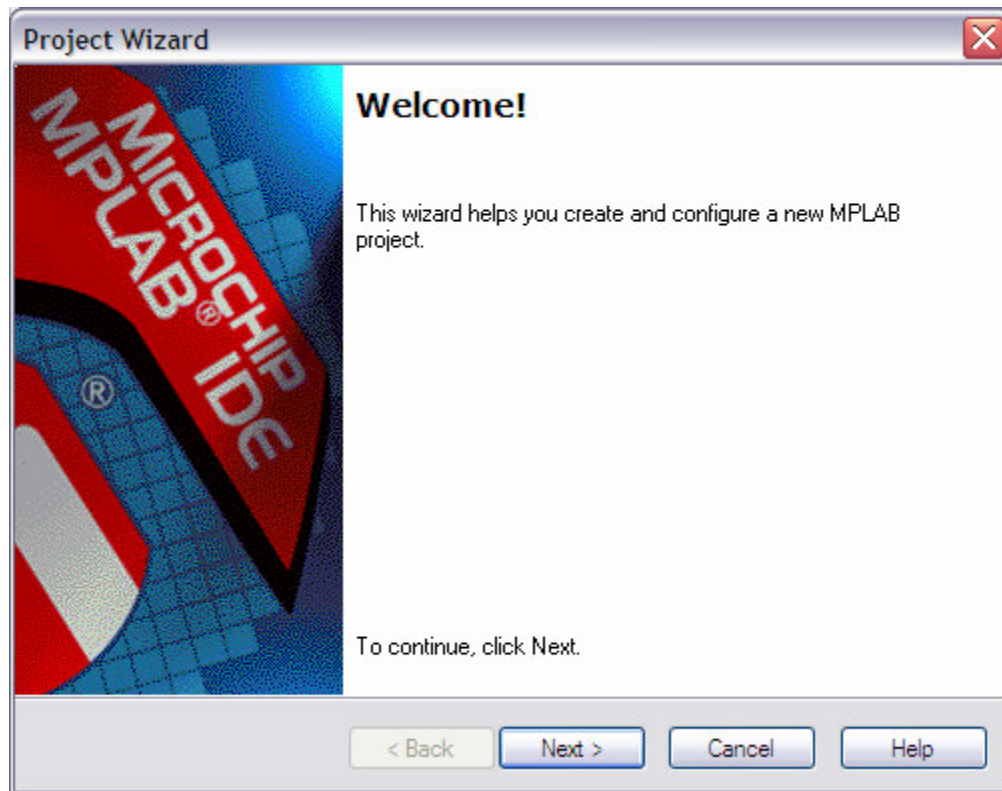 Project Wizard
MICROCHIP
MPLAB® IDE
®
Welcome!
This wizard helps you create and configure a new MPLAB
project.
To continue, click Next.
< Back
Next >
Cancel
Help